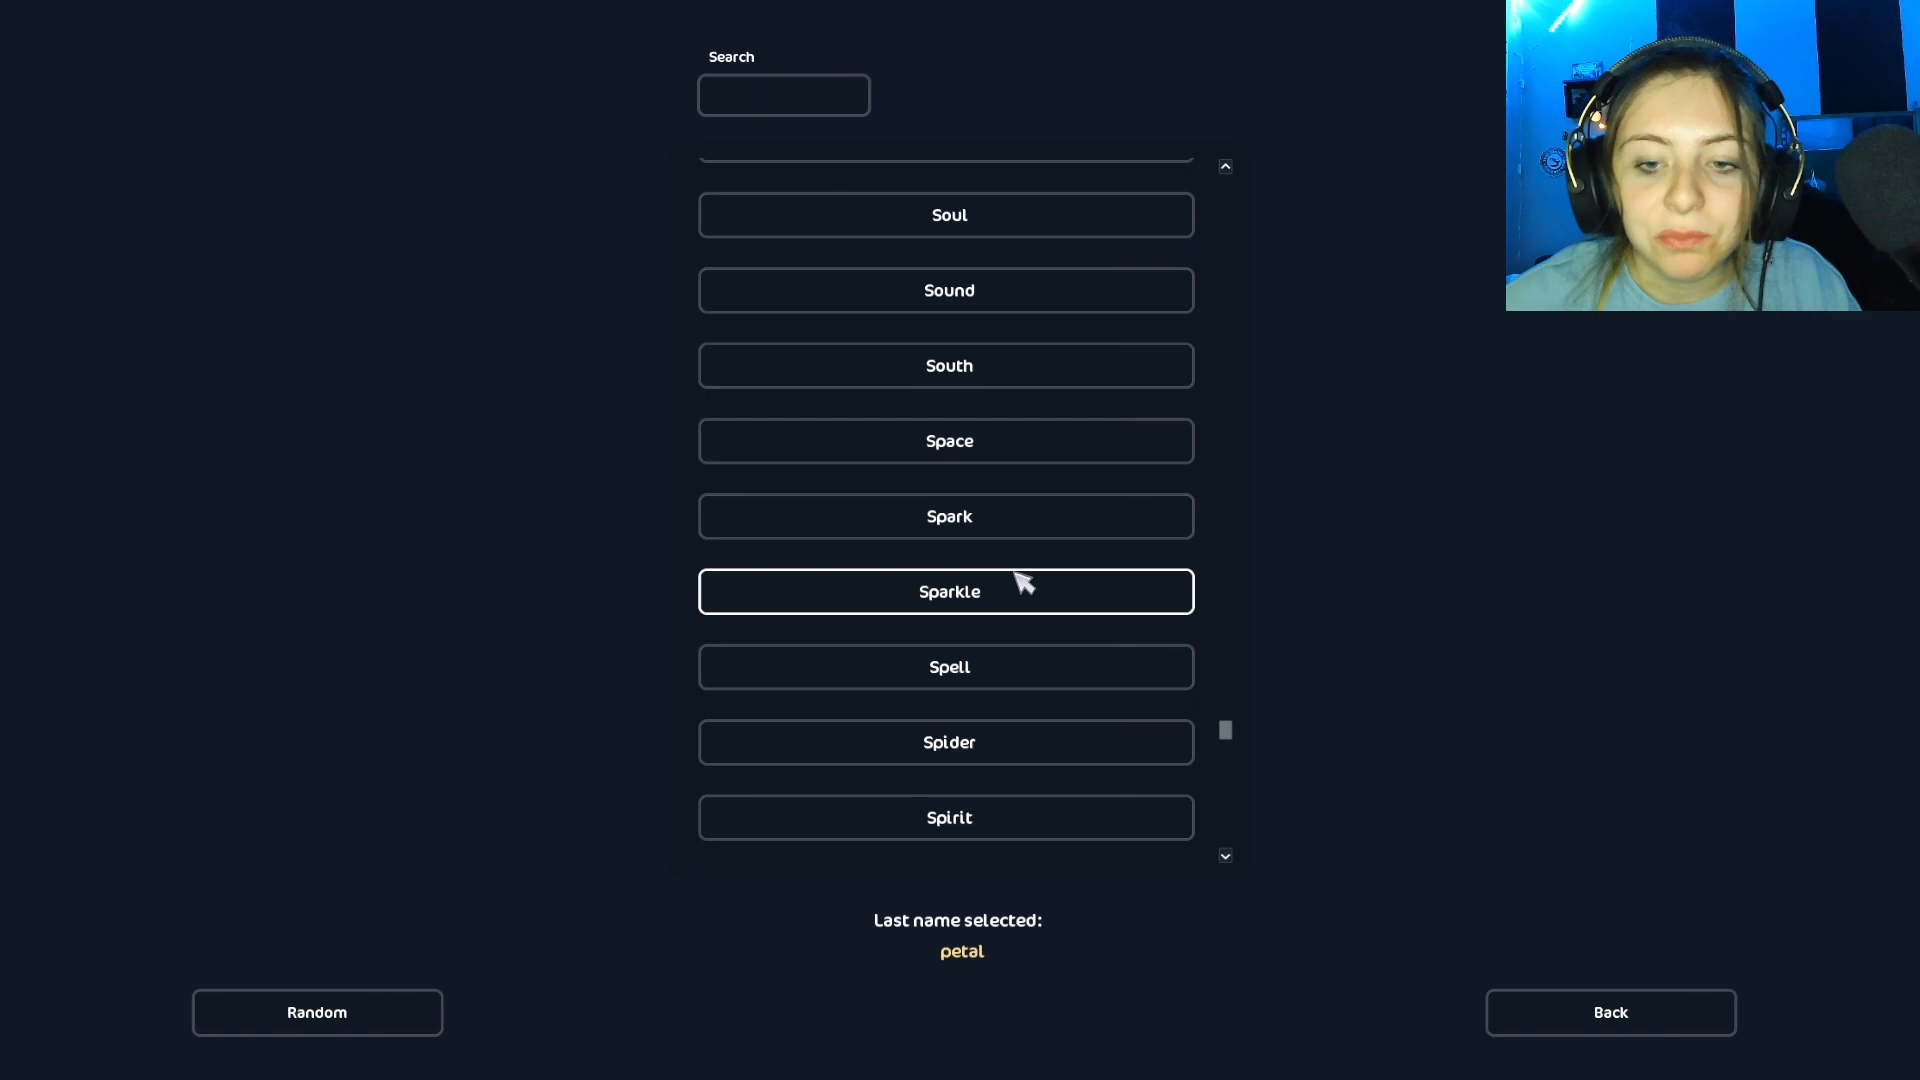 Search
Soul
Sound
South
Space
Spark
Sparkle
Spell
Spider
Spirit
Last name selected:
petal
Random
Back